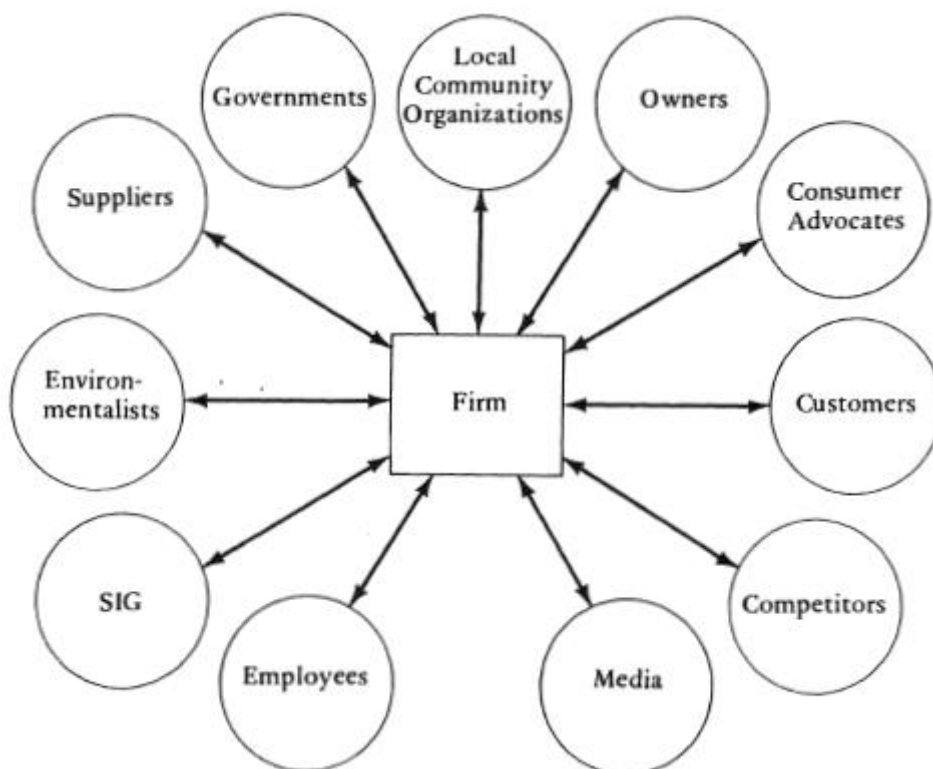 Governments
Local
Community
Organizations
Owners
Suppliers
Consumer
Advocates
Environ-
mentalists
Firm
Customers
SIG
Competitors
Employees
Media